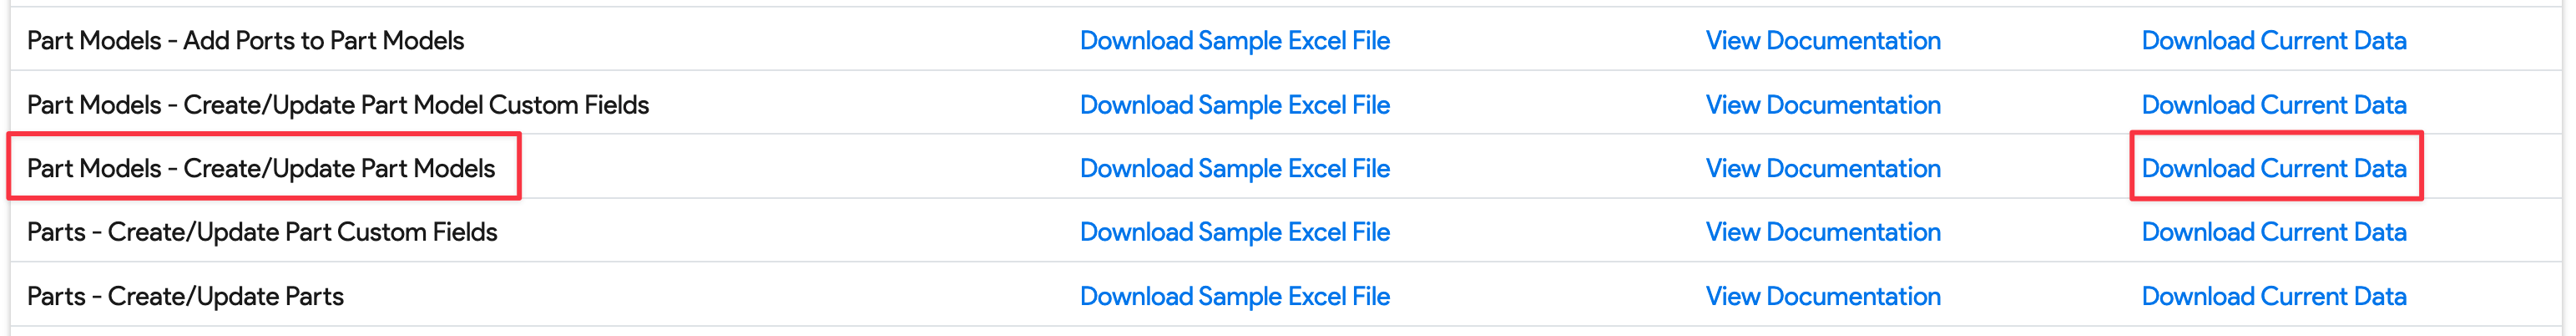 Part Models - Add Ports to Part Models Download Sample Excel File View Documentation Download Current Data
Part Models - Create/Update Part Model Custom Fields Download Sample Excel File View Documentation Download Current Data
Part Models - Create/Update Part Models Download Sample Excel File View Documentation Download Current Data
Parts - Create/Update Part Custom Fields Download Sample Excel File View Documentation Download Current Data
Parts - Create/Update Parts Download Sample Excel File View Documentation Download Current Data